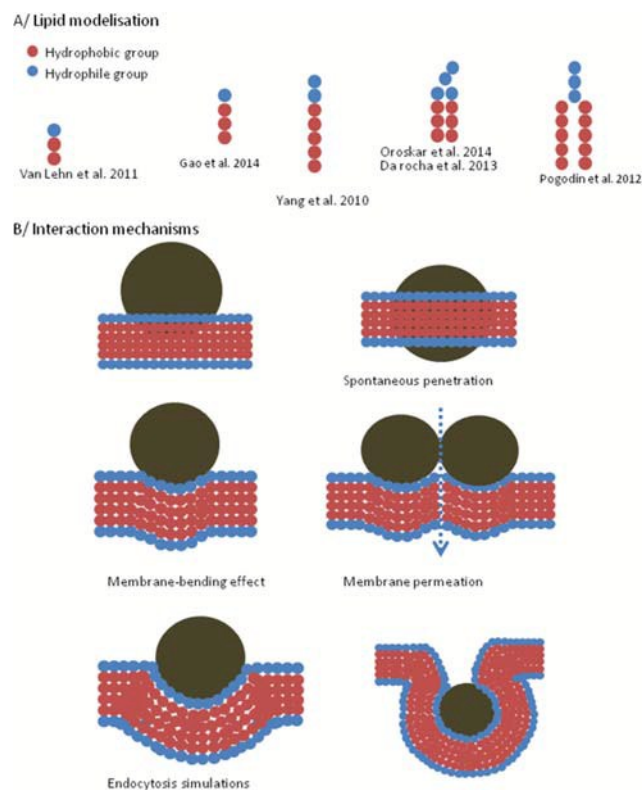 A/ Lipid modelisation
Hydrophobic group
Hydrophile group
Van Lehn et al. 2011
Gao et al. 2014
Yang et al. 2010
Oroskar et al. 2014
Da rocha et al. 2013
Pogodin et al. 2012
B/ Interaction mechanisms
Spontaneous penetration
Membrane-bending effect
Membrane permeation
Endocytosis simulations